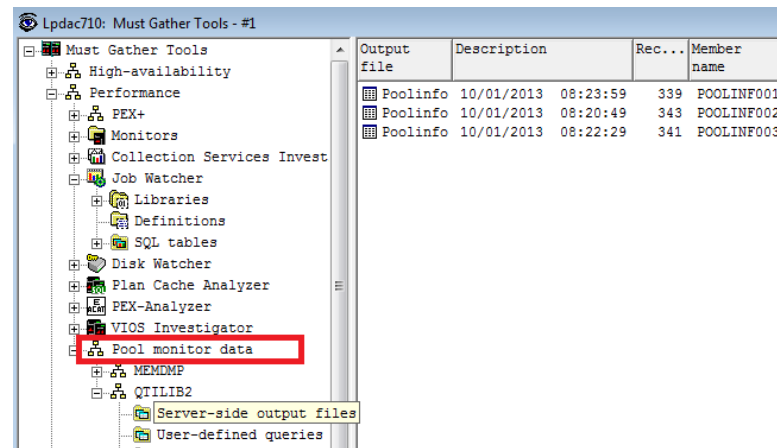 Lpdac710: Must Gather Tools - #1
Must Gather Tools
High-availability
Performance
PEX+
Monitors
Collection Services Invest
Job Watcher
Libraries
Definitions
SQL tables
Disk Watcher
Plan Cache Analyzer
PEX-Analyzer
VIOS Investigator
Pool monitor data
MEMDMP
QTILIB2
Server-side output files
User-defined queries
Output file Description Rec... Member name
Poolinfo 10/01/2013 08:23:59 339 POOLINF001
Poolinfo 10/01/2013 08:20:49 343 POOLINF002
Poolinfo 10/01/2013 08:22:29 341 POOLINF003